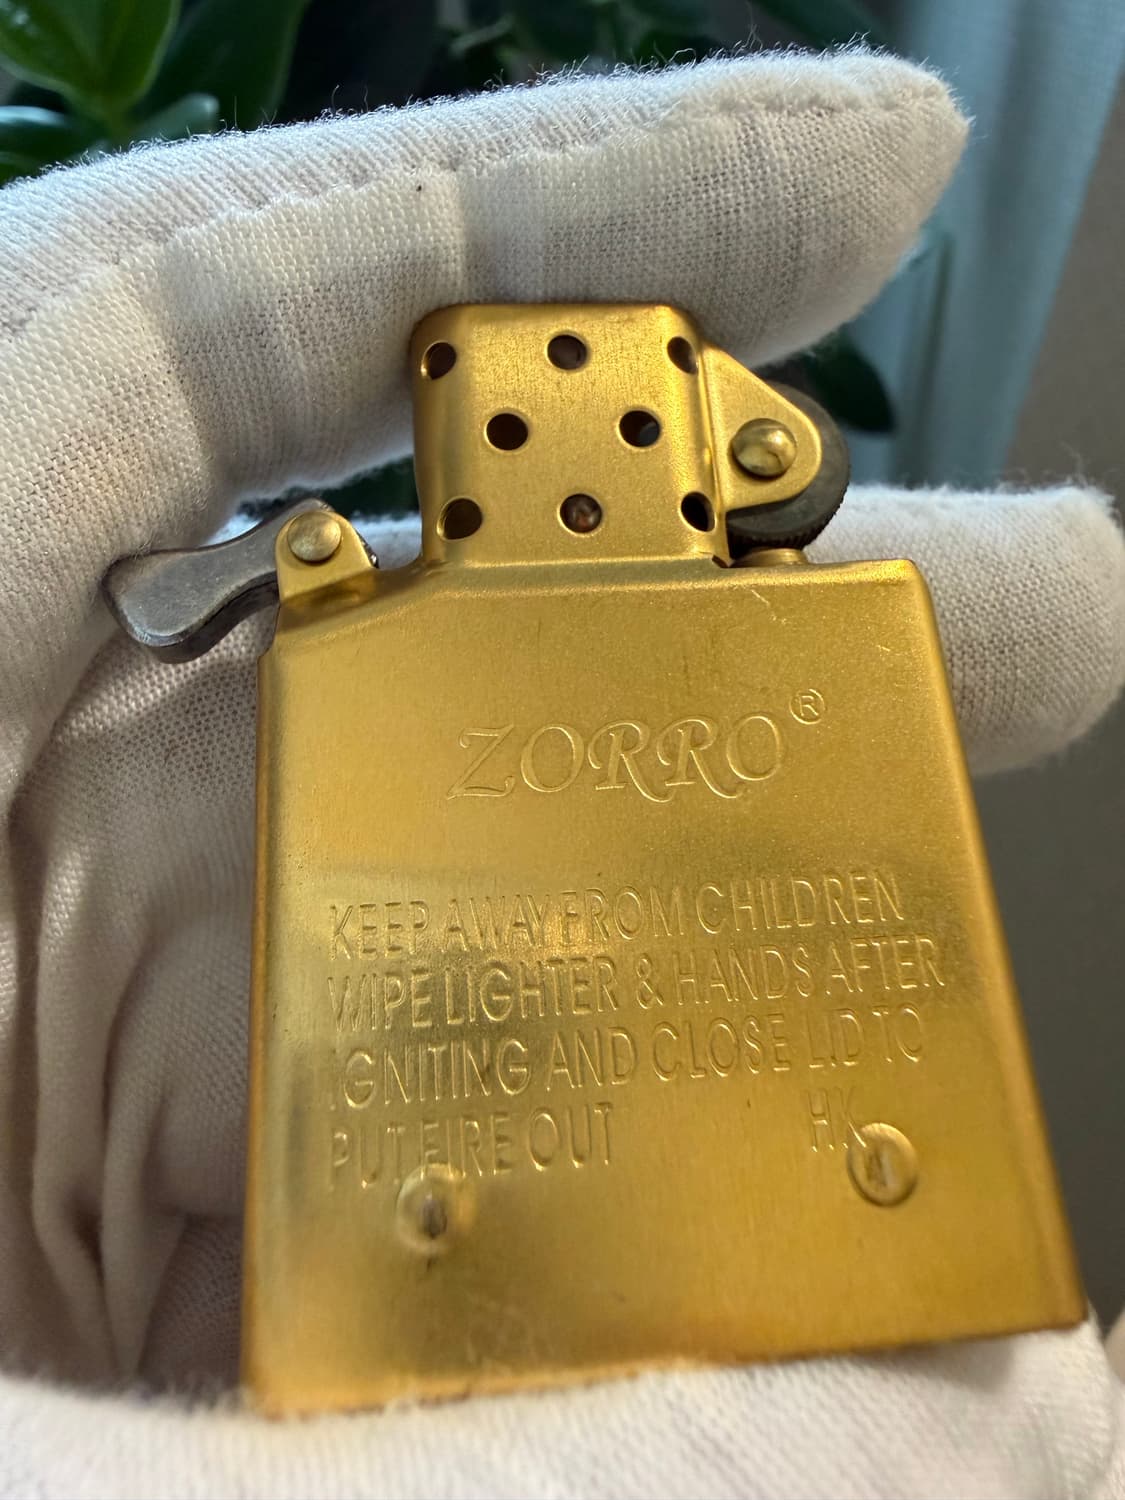 ZORRO®
KEEP AWAY FROM CHILDREN
WIPE LIGHTER & HANDS AFTER
IGNITING AND CLOSE LID TO
PUT FIRE OUT HK